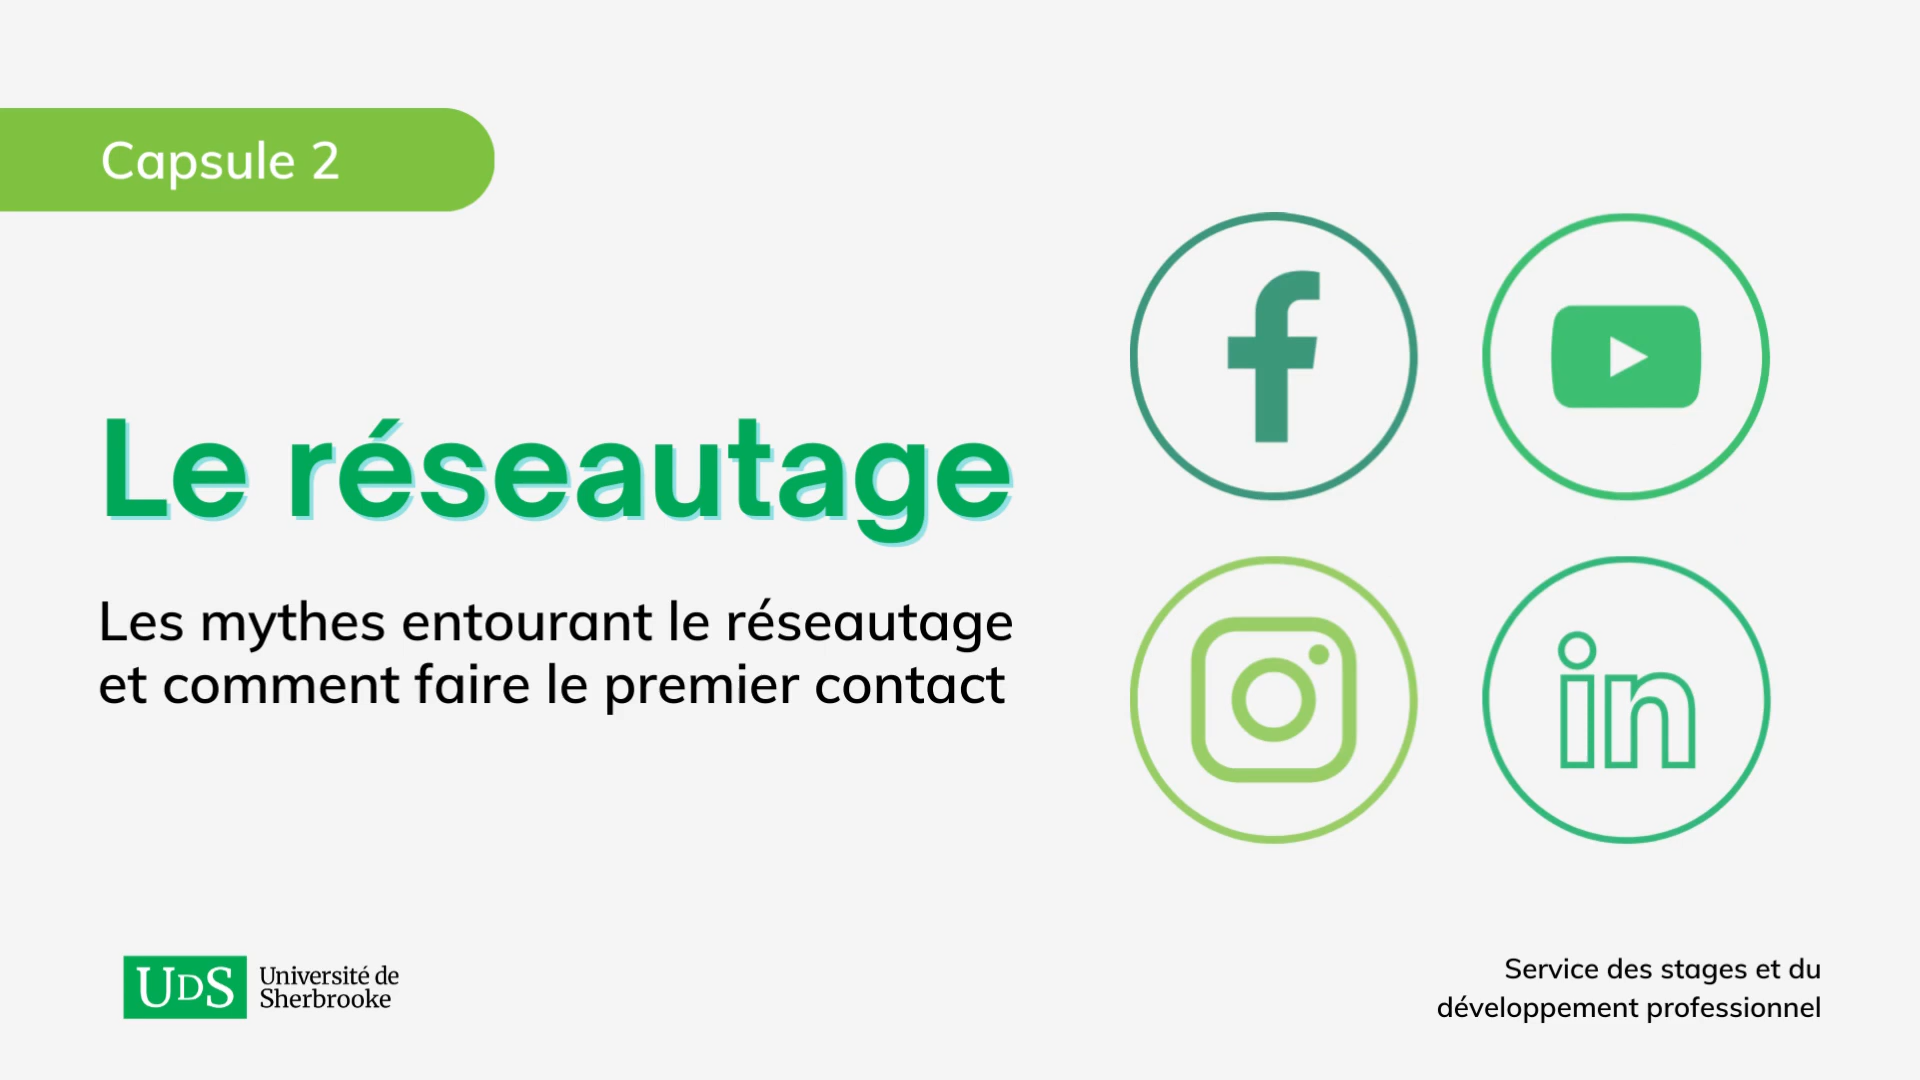 Capsule 2
Le réseautage
Les mythes entourant le réseautage
et comment faire le premier contact
UDS Université de
Sherbrooke
Service des stages et du
développement professionnel